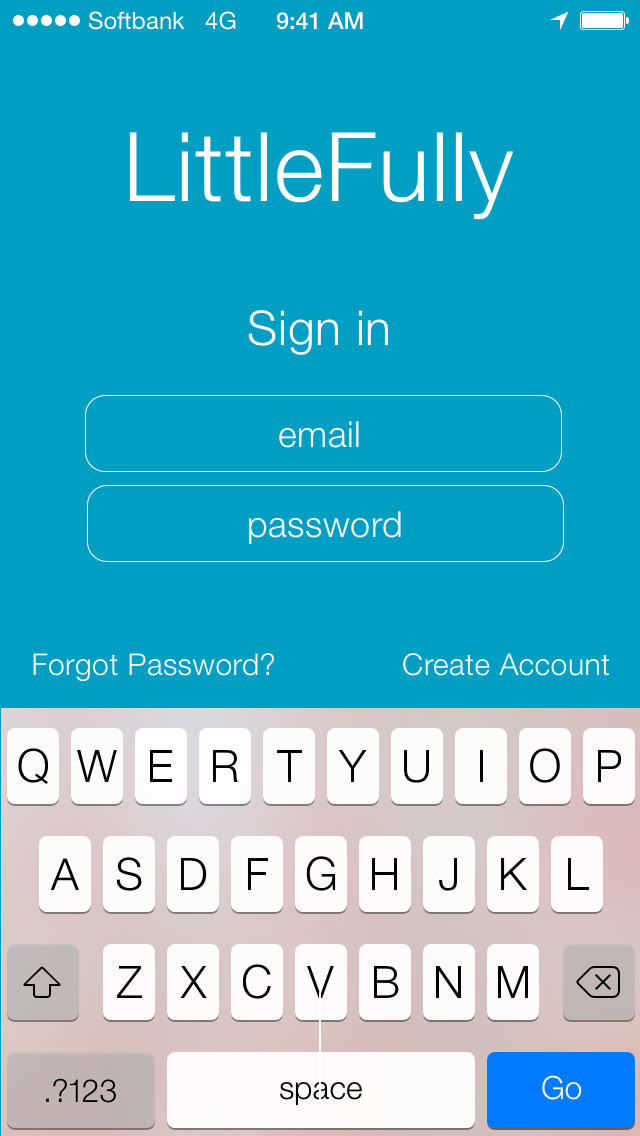 Softbank 4G 9:41 AM
LittleFully
Sign in
email
password
Forgot Password? Create Account
Q W E R T Y U I O P
A S D F G H J K L
Z X C V B N M
.?123 space Go